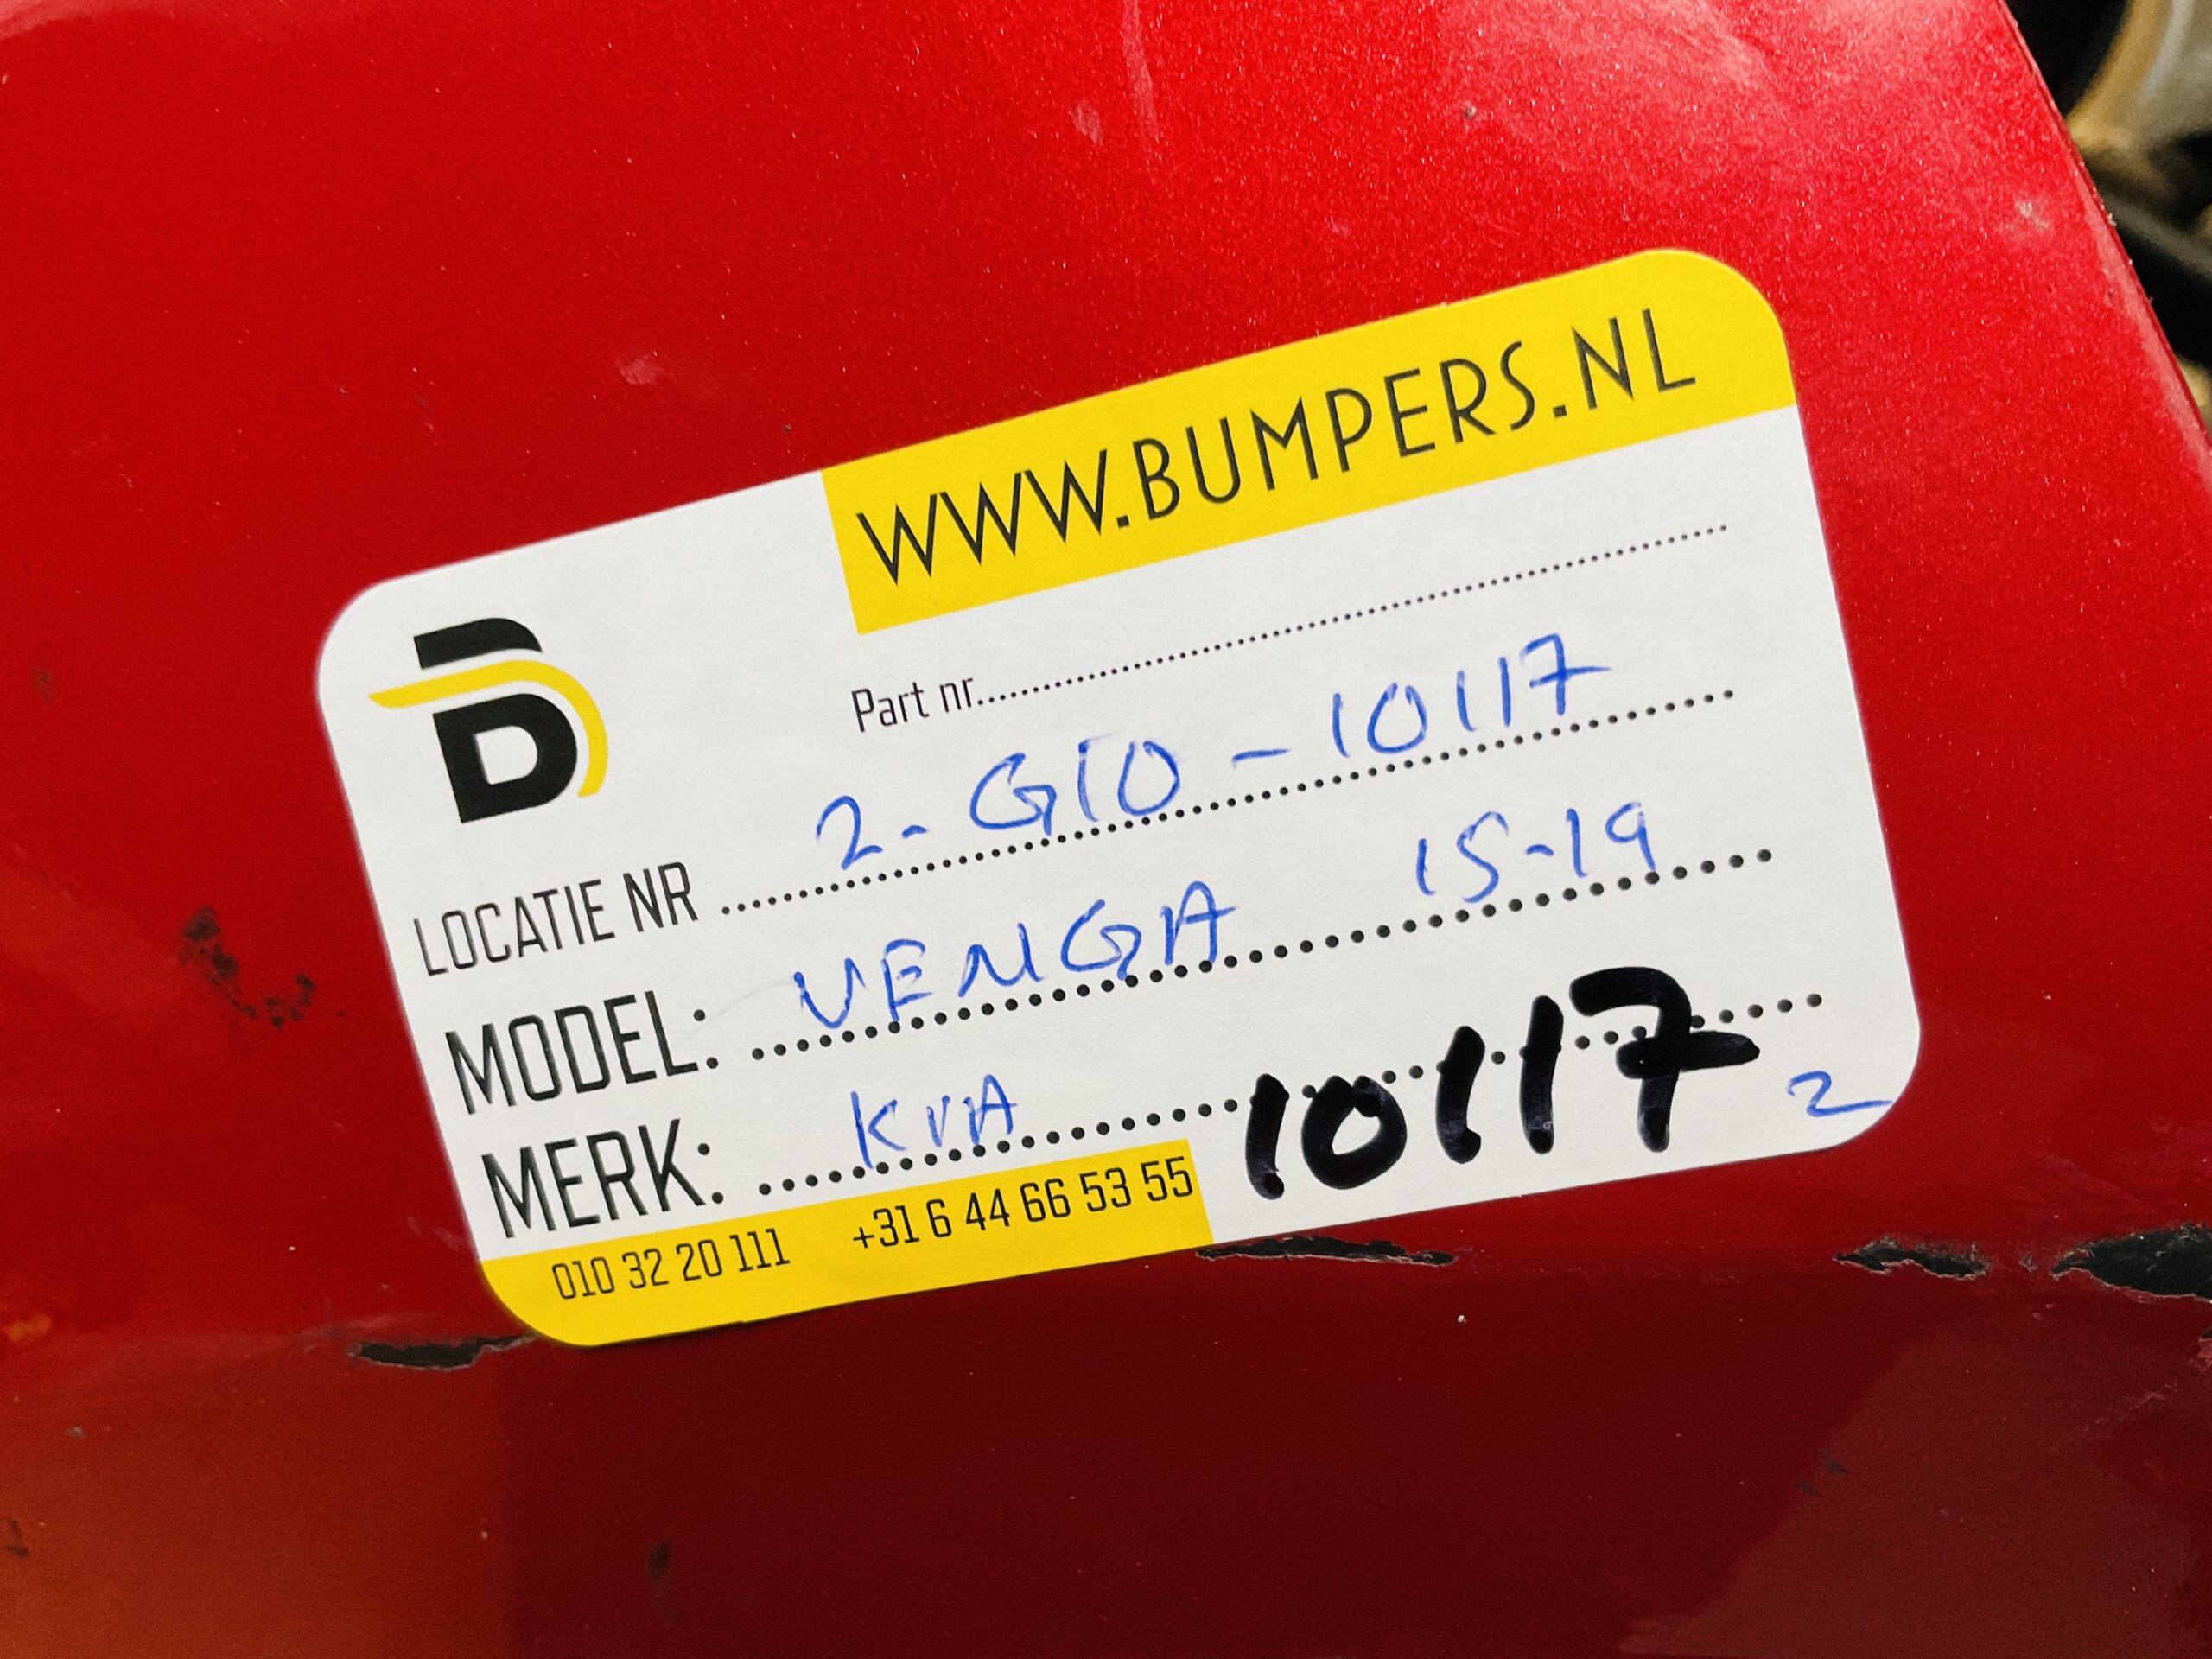 WWW.BUMPERS.NL
B
Part nr.
LOCATIE NR 2-G10-10117
MODEL: VENGA 15-19
MERK: KIA 10117 2
010 32 20 111 +31 6 44 66 53 55